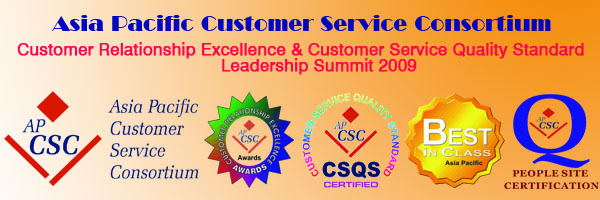 Asia Pacific Customer Service Consortium
Customer Relationship Excellence & Customer Service Quality Standard
Leadership Summit 2009
AP
CSC
Asia Pacific
Customer
Service
Consortium
CUSTOMER RELATIONSHIP EXCELLENCE
AP
CSC
Awards
AWARDS
CUSTOMER SERVICE QUALITY STANDARD
AP
CSC
CSQS
CERTIFIED
BEST
IN CLASS
Asia Pacific
AP
CSC
PEOPLE SITE
CERTIFICATION